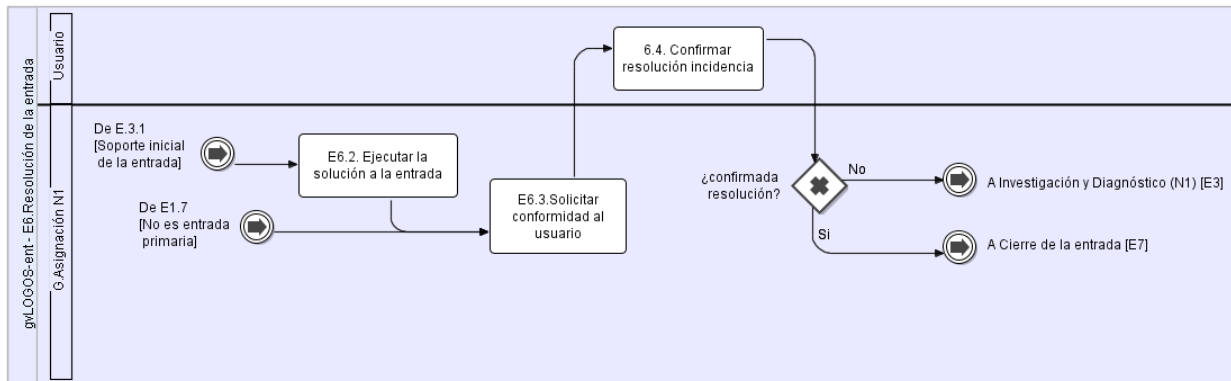 gvLOGOS-ent - E6.Resolución de la entrada
Usuario
G.Asignación N1
6.4. Confirmar
resolución incidencia
De E.3.1
[Soporte inicial
de la entrada]
E6.2. Ejecutar la
solución a la entrada
De E1.7
[No es entrada
primaria]
E6.3.Solicitar
conformidad al
usuario
¿confirmada
resolución?
No
A Investigación y Diagnóstico (N1) [E3]
Si
A Cierre de la entrada [E7]